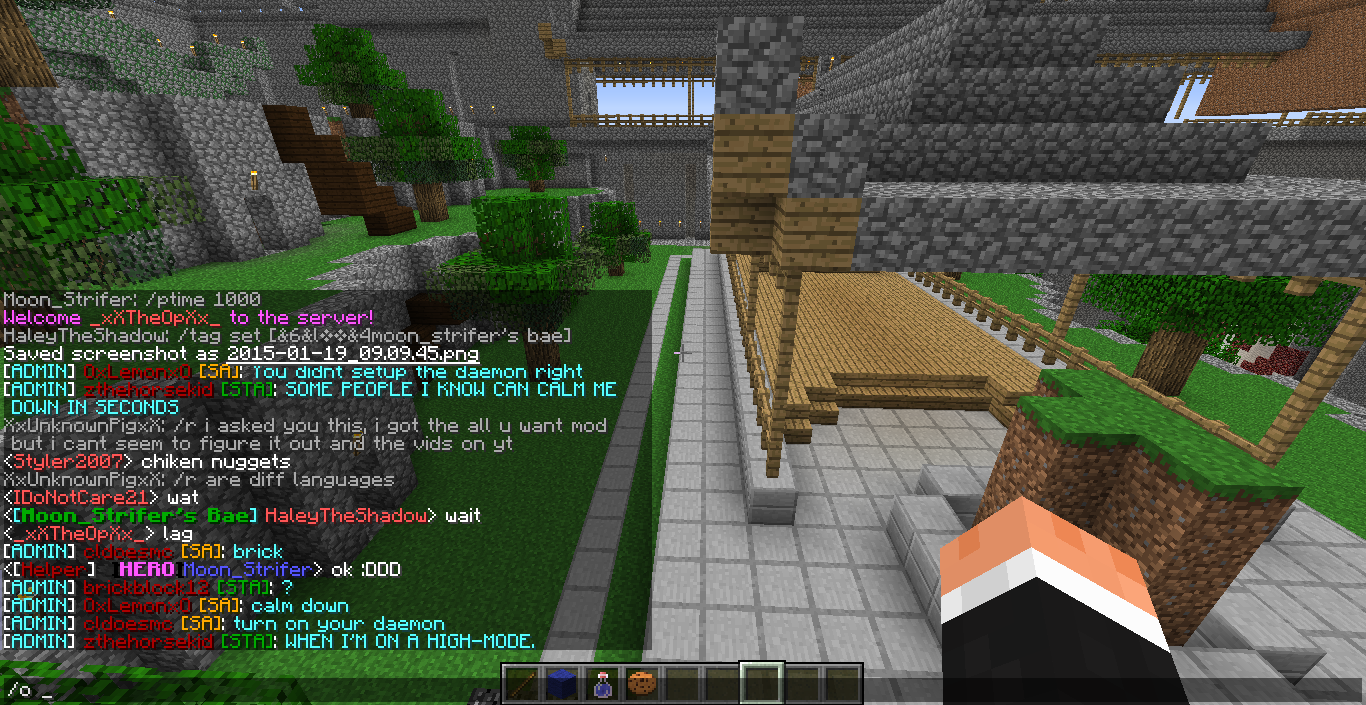 Moon_Strifer: /ptime 1000
Welcome _xXTheOpXx_ to the server!
HaleyTheShadow: /tag set [&6&l❖❖&4moon_strifer's bae]
Saved screenshot as 2015-01-19_09.09.45.png
[ADMIN] 0xLemonx0 [SA]: You didnt setup the daemon right
[ADMIN] zthehorsekid [STA]: SOME PEOPLE I KNOW CAN CALM ME
DOWN IN SECONDS
XxUnknownPigxX: /r i asked you this, i got the all u want mod
but i cant seem to figure it out and the vids on yt
<Styler2007> chiken nuggets
XxUnknownPigxX: /r are diff languages
<IDoNotCare21> wat
<[Moon_Strifer's Bae] HaleyTheShadow> wait
<_xXTheOpXx_> lag
[ADMIN] cldoesmc [SA]: brick
<[Helper] HERO Moon_Strifer> ok :DDD
[ADMIN] brickblock12 [STA]: ?
[ADMIN] 0xLemonx0 [SA]: calm down
[ADMIN] cldoesmc [SA]: turn on your daemon
[ADMIN] zthehorsekid [STA]: WHEN I'M ON A HIGH-MODE.
/o _